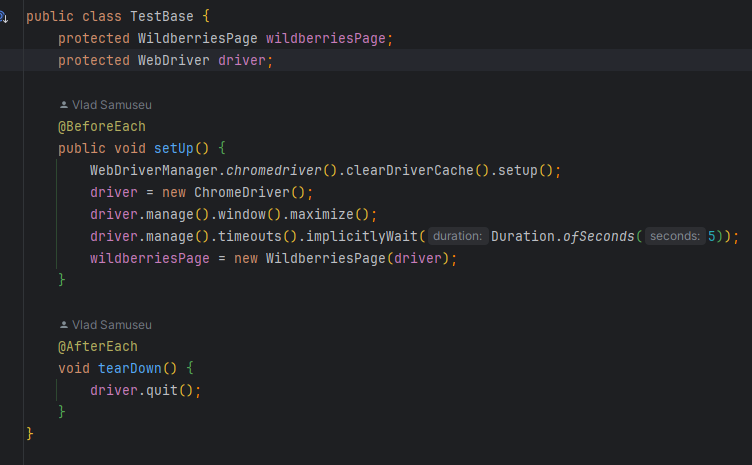 public class TestBase {
protected WildberriesPage wildberriesPage;
protected WebDriver driver;
Vlad Samuseu
@BeforeEach
public void setUp() {
WebDriverManager.chromedriver().clearDriverCache().setup();
driver = new ChromeDriver();
driver.manage().window().maximize();
driver.manage().timeouts().implicitlyWait( duration: Duration.ofSeconds( seconds: 5));
wildberriesPage = new WildberriesPage(driver);
}
Vlad Samuseu
@AfterEach
void tearDown() {
driver.quit();
}
}